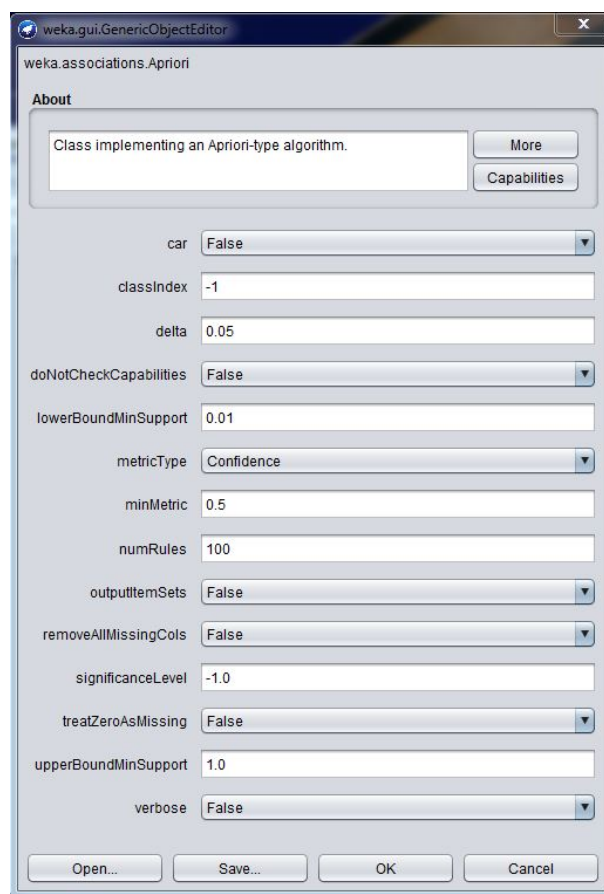 weka.gui.GenericObjectEditor
x
weka.associations.Apriori
About
Class implementing an Apriori-type algorithm.
More
Capabilities
car False
classIndex -1
delta 0.05
doNotCheckCapabilities False
lowerBoundMinSupport 0.01
metricType Confidence
minMetric 0.5
numRules 100
outputItemSets False
removeAllMissingCols False
significanceLevel -1.0
treatZeroAsMissing False
upperBoundMinSupport 1.0
verbose False
Open... Save... OK Cancel